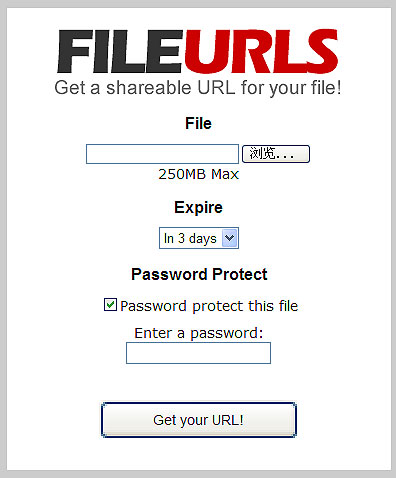 FILEURLS
Get a shareable URL for your file!
File
浏览...
250MB Max
Expire
In 3 days
Password Protect
Password protect this file
Enter a password:
Get your URL!